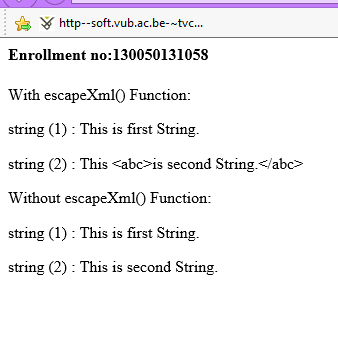 http--soft.vub.ac.be-~tvc...
Enrollment no:130050131058
With escapeXml() Function:
string (1) : This is first String.
string (2) : This <abc>is second String.</abc>
Without escapeXml() Function:
string (1) : This is first String.
string (2) : This is second String.